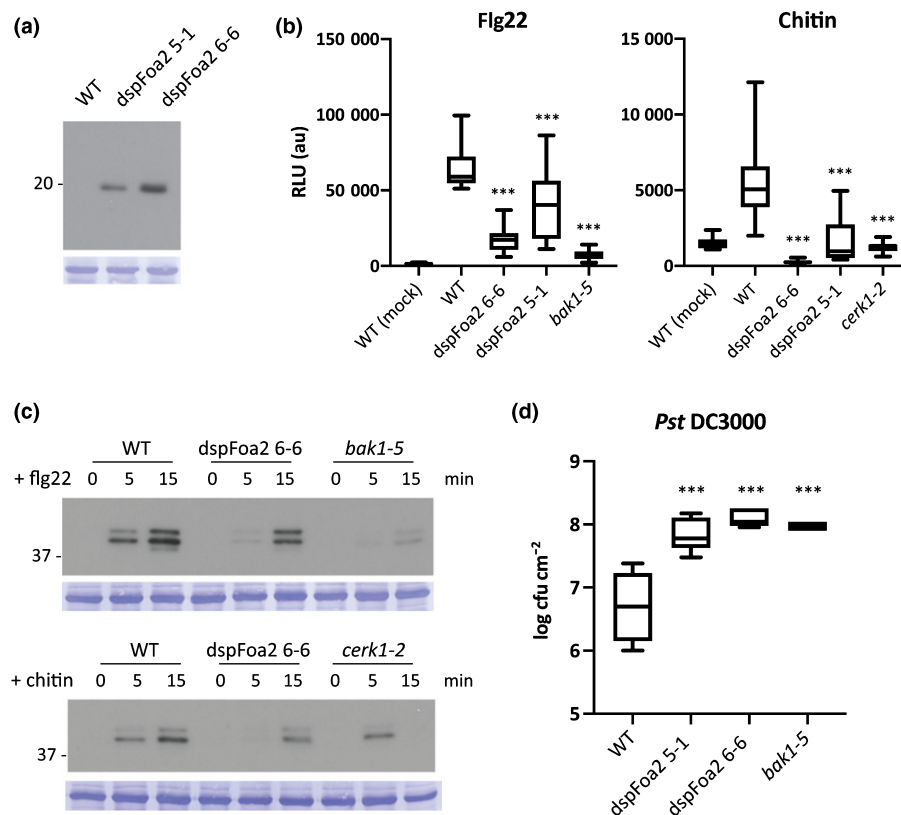 (a)
WT
dspFoa2 5-1
dspFoa2 6-6
20 -
(b)
Flg22
RLU (au)
150 000
100 000
50 000
0
***
***
***
WT (mock)
WT
dspFoa2 6-6
dspFoa2 5-1
bak1-5
Chitin
15 000
10 000
5000
0
***
***
***
WT (mock)
WT
dspFoa2 6-6
dspFoa2 5-1
cerk1-2
(c)
WT dspFoa2 6-6 bak1-5
+ flg22 0 5 15 0 5 15 0 5 15 min
37 -
WT dspFoa2 6-6 cerk1-2
+ chitin 0 5 15 0 5 15 0 5 15 min
37 -
(d)
Pst DC3000
log cfu cm⁻²
9
8
7
6
5
*** *** ***
WT
dspFoa2 5-1
dspFoa2 6-6
bak1-5